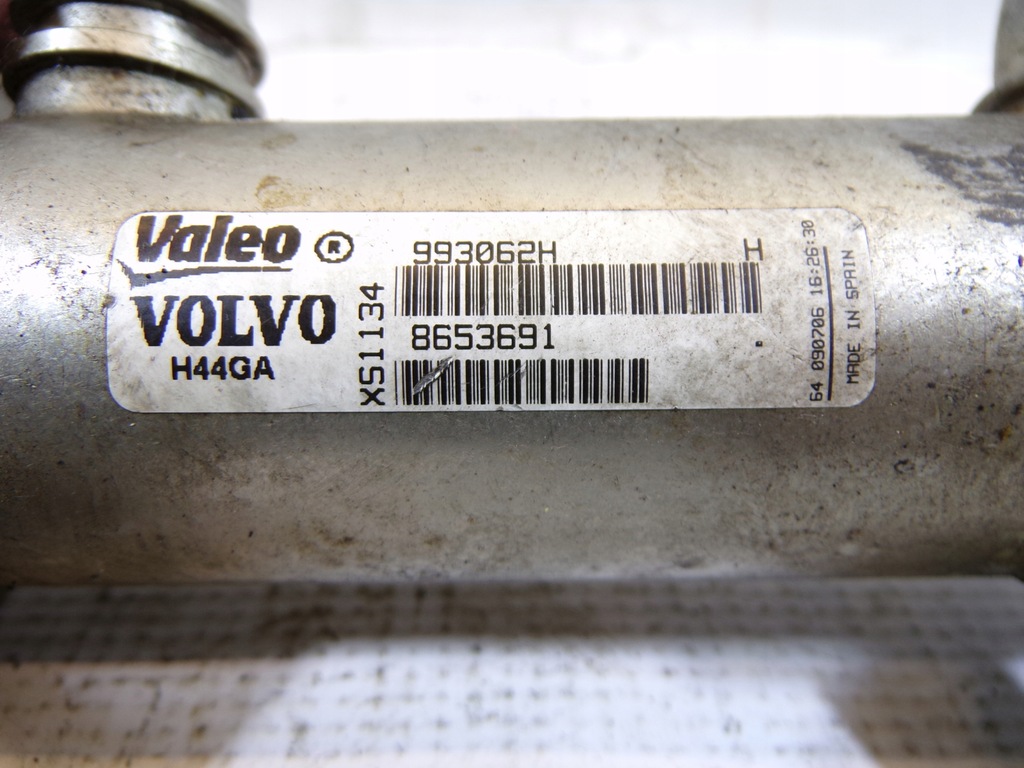 Valeo ®
VOLVO
H44GA
XS1134
993062H H
8653691
64 090706 16:26:30
MADE IN SPAIN